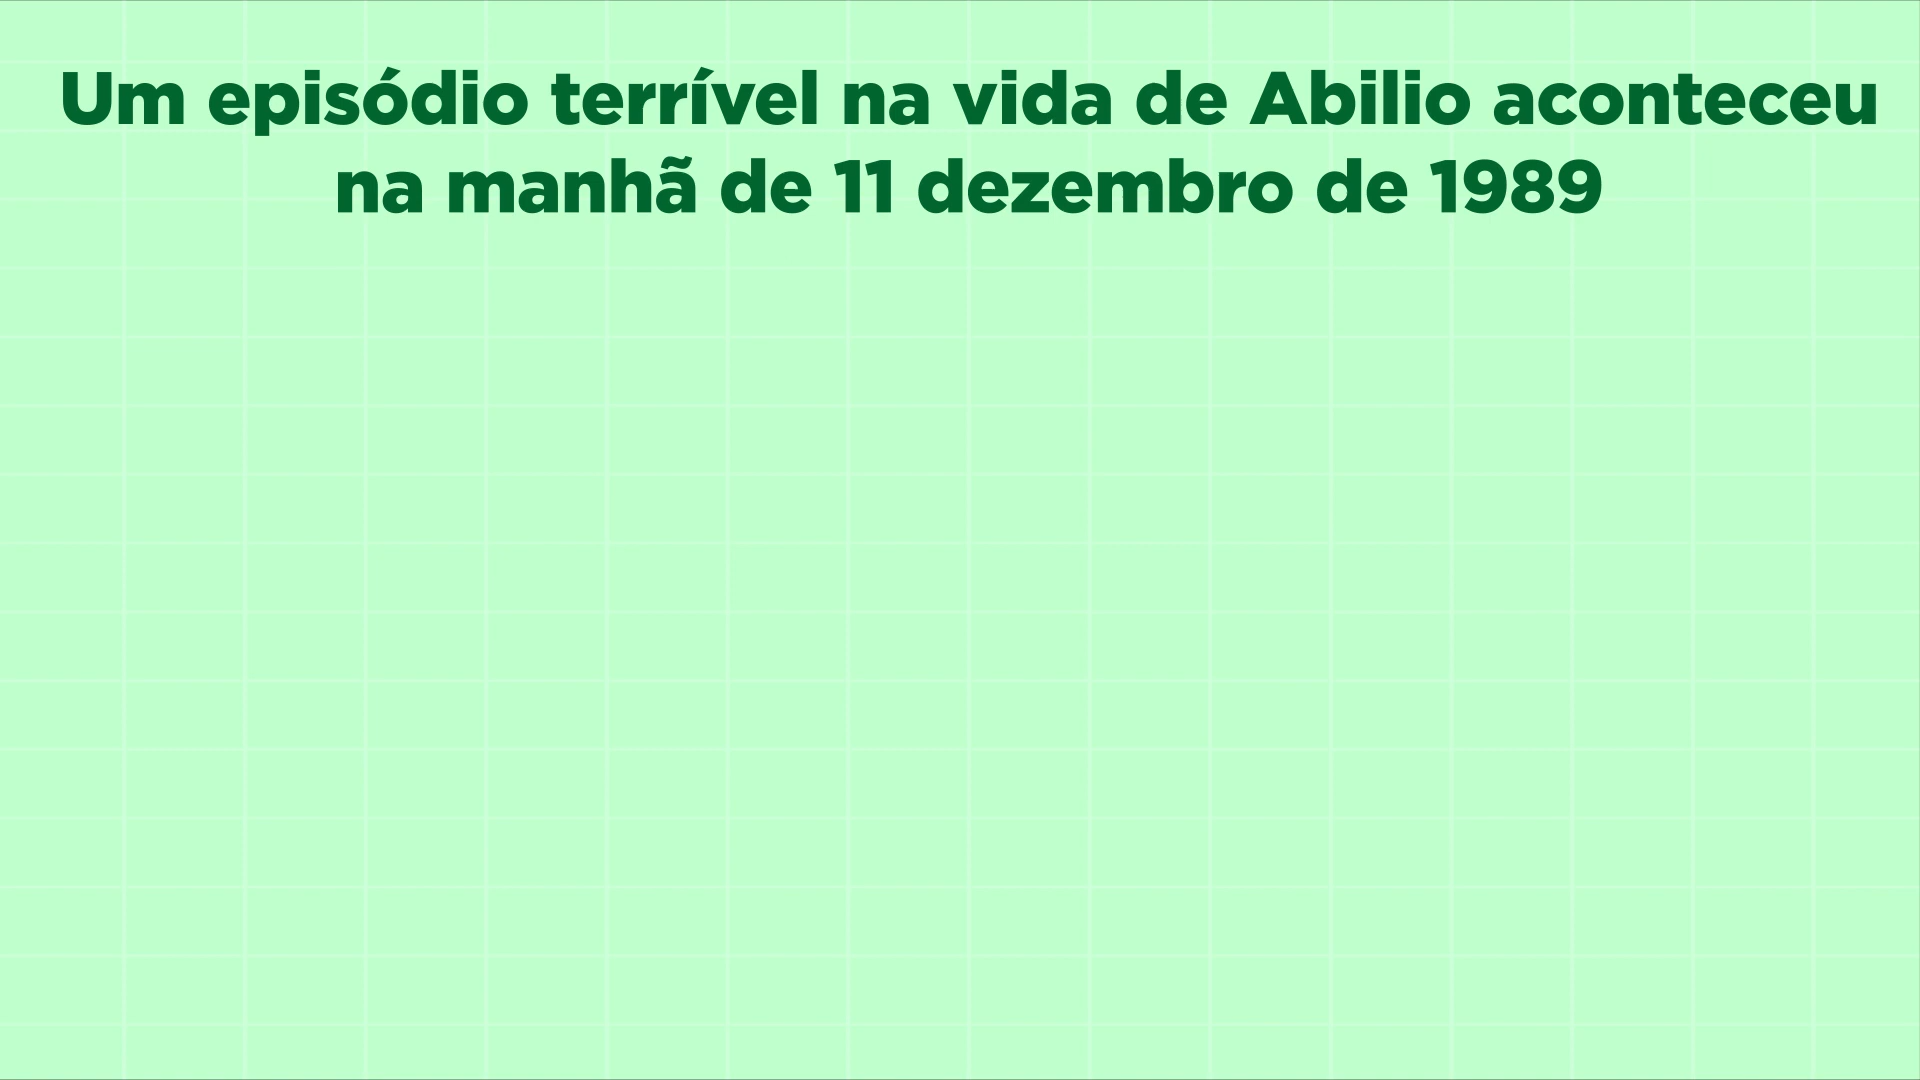 Um episódio terrível na vida de Abilio aconteceu
na manhã de 11 dezembro de 1989